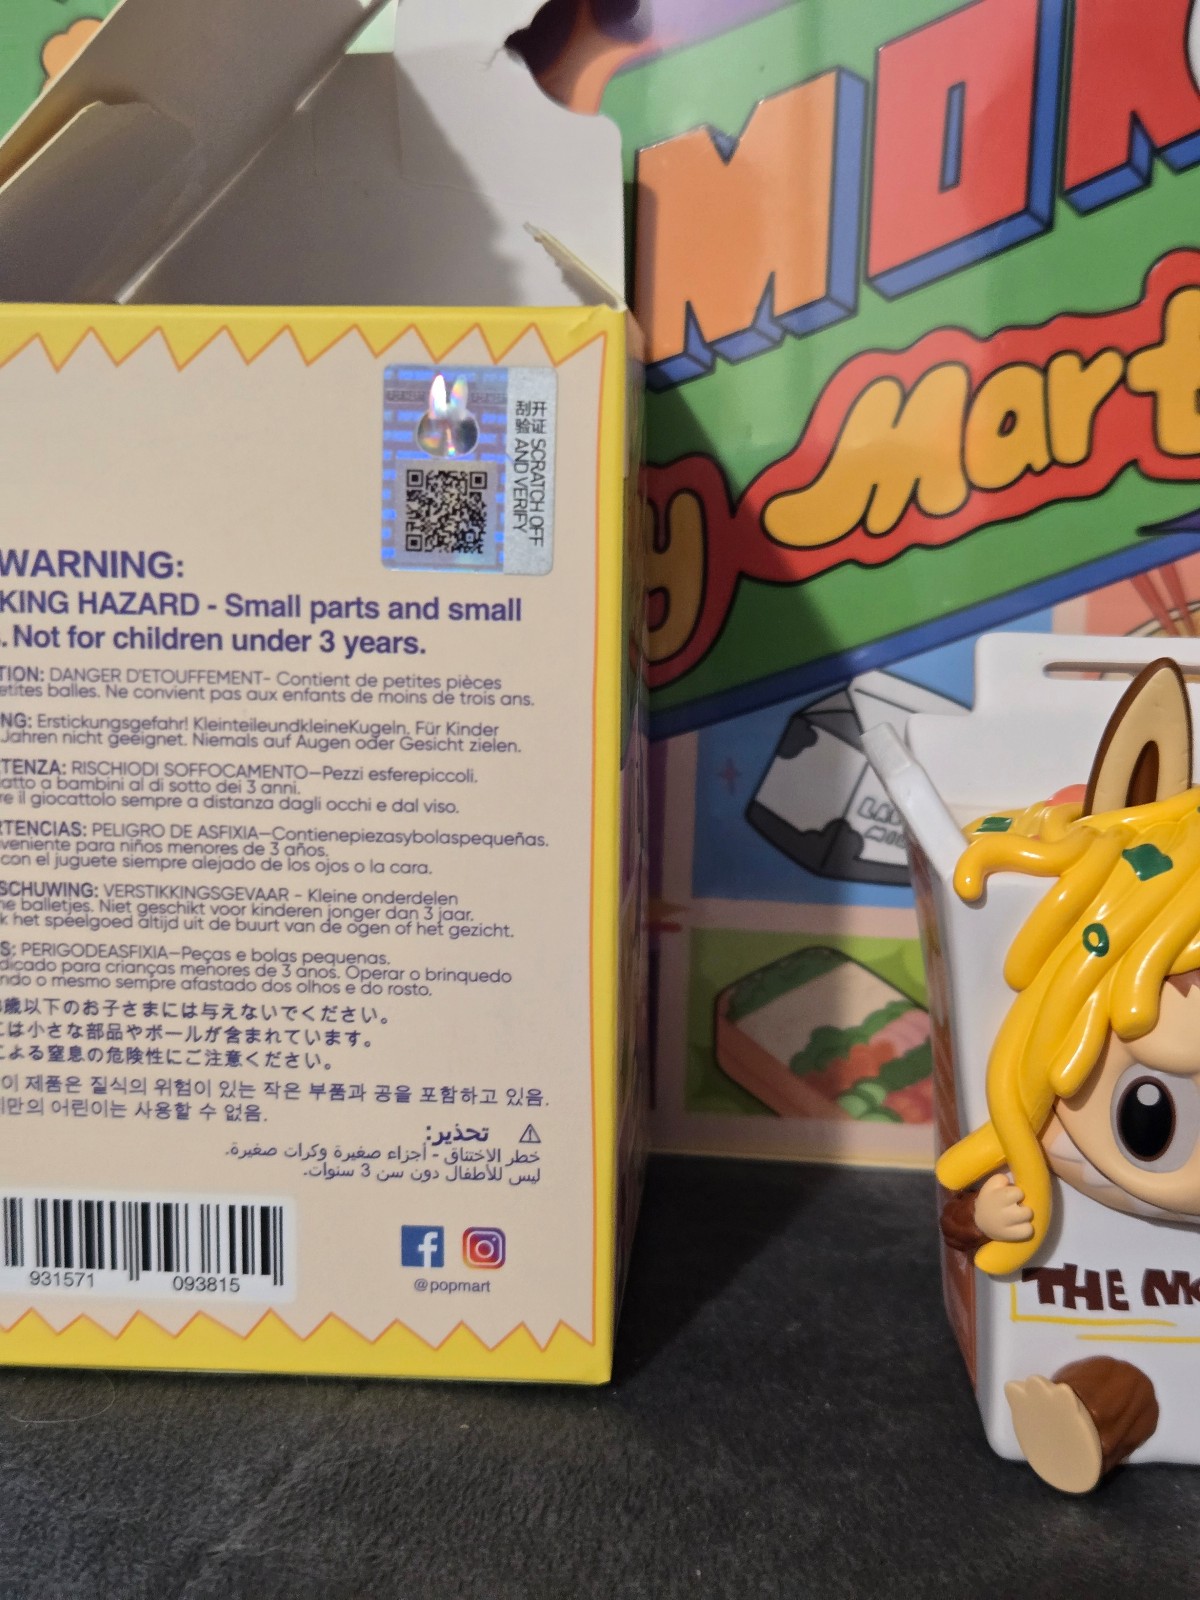 MO
y Mart
开证 SCRATCH OFF
刮验 AND VERIFY
WARNING:
KING HAZARD - Small parts and small
. Not for children under 3 years.
TION: DANGER D'ETOUFFEMENT- Contient de petites pièces
etites balles. Ne convient pas aux enfants de moins de trois ans.
NG: Erstickungsgefahr! KleinteileundkleineKugeln, Für Kinder
Jahren nicht geeignet. Niemals auf Augen oder Gesicht zielen.
TENZA: RISCHIODI SOFFOCAMENTO—Pezzi esferepiccoli.
atto a bambini al di sotto dei 3 anni.
re il giocattolo sempre a distanza dagli occhi e dal viso.
RTENCIAS: PELIGRO DE ASFIXIA—Contienepiezasybolaspequeñas.
veniente para niños menores de 3 años.
con el juguete siempre alejado de los ojos o la cara.
SCHUWING: VERSTIKKINGSGEVAAR - Kleine onderdelen
ne balletjes. Niet geschikt voor kinderen jonger dan 3 jaar.
k het speelgoed altijd uit de buurt van de ogen of het gezicht.
S: PERIGODEASFIXIA—Peças e bolas pequenas.
dicado para crianças menores de 3 anos. Operar o brinquedo
ndo o mesmo sempre afastado dos olhos e do rosto.
歳以下のお子さまには与えないでください。
には小さな部品やボールが含まれています。
による窒息の危険性にご注意ください。
이 제품은 질식의 위험이 있는 작은 부품과 공을 포함하고 있음.
미만의 어린이는 사용할 수 없음.
⚠ تحذير:
خطر الاختناق - أجزاء صغيرة وكرات صغيرة.
ليس للأطفال دون سن 3 سنوات.
931571 093815
@popmart
THE MO